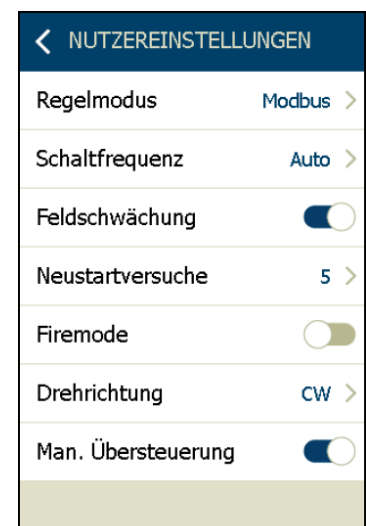 NUTZEREINSTELLUNGEN
Regelmodus Modbus
Schaltfrequenz Auto
Feldschwächung
Neustartversuche 5
Firemode
Drehrichtung CW
Man. Übersteuerung